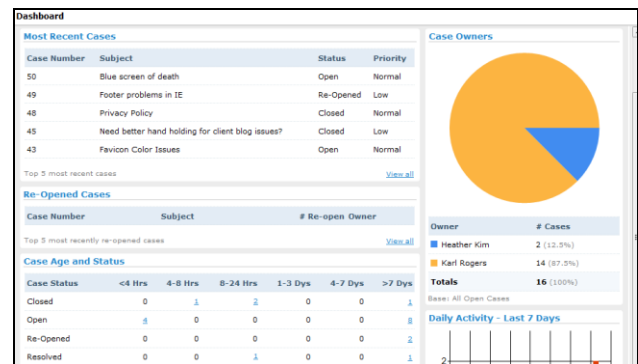 Dashboard
Most Recent Cases
Case Number Subject Status Priority
50 Blue screen of death Open Normal
49 Footer problems in IE Re-Opened Low
48 Privacy Policy Closed Normal
45 Need better hand holding for client blog issues? Closed Low
43 Favicon Color Issues Open Normal
Top 5 most recent cases View all
Re-Opened Cases
Case Number Subject # Re-open Owner
Top 5 most recently re-opened cases View all
Case Age and Status
Case Status <4 Hrs 4-8 Hrs 8-24 Hrs 1-3 Dys 4-7 Dys >7 Dys
Closed 0 1 2 0 0 1
Open 4 0 0 0 0 8
Re-Opened 0 0 0 0 0 2
Resolved 0 0 1 0 0 1
Case Owners
Owner # Cases
Heather Kim 2 (12.5%)
Karl Rogers 14 (87.5%)
Totals 16 (100%)
Base: All Open Cases
Daily Activity - Last 7 Days
2